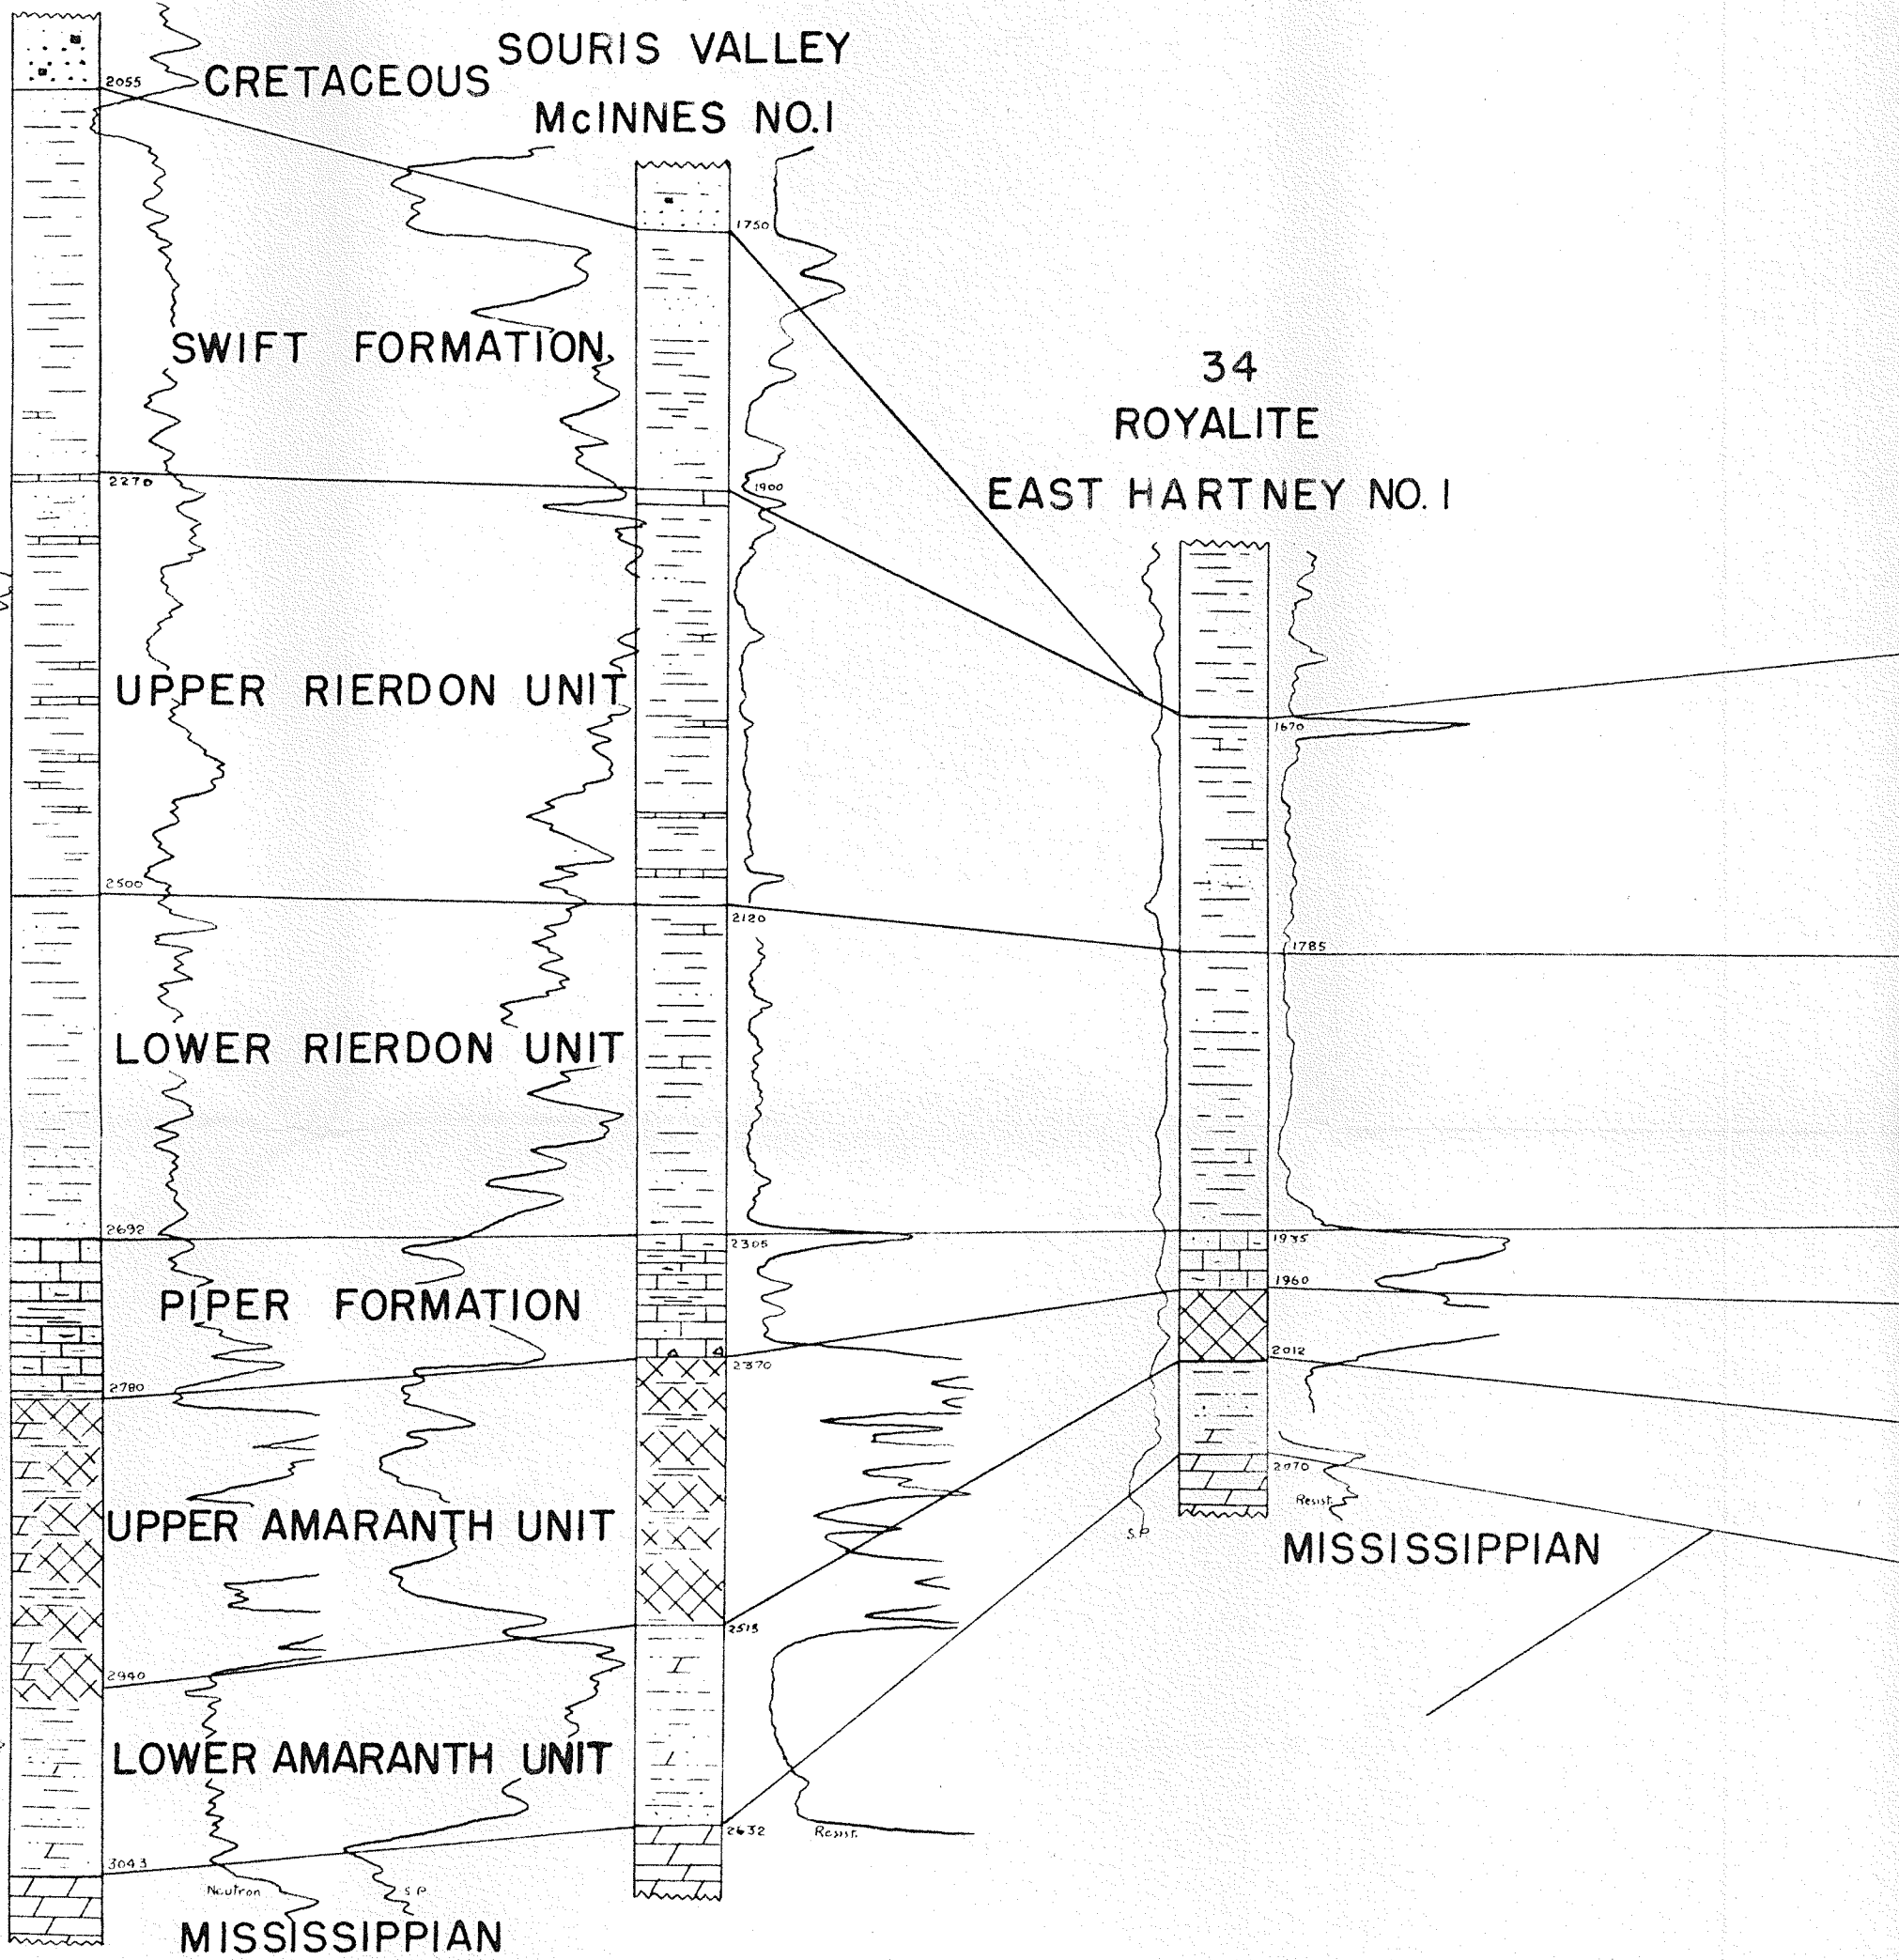 SOURIS VALLEY
McINNES NO.1
CRETACEOUS
2055
1750
SWIFT FORMATION
34
ROYALITE
EAST HARTNEY NO. 1
2270
1900
UPPER RIERDON UNIT
1670
2500
2120
1785
LOWER RIERDON UNIT
2692
2305
1935
1960
PIPER FORMATION
2012
2370
2780
2070
Resist.
S.P
UPPER AMARANTH UNIT
MISSISSIPPIAN
2515
2940
LOWER AMARANTH UNIT
2632
Resist.
3043
Neutron
S P
MISSISSIPPIAN